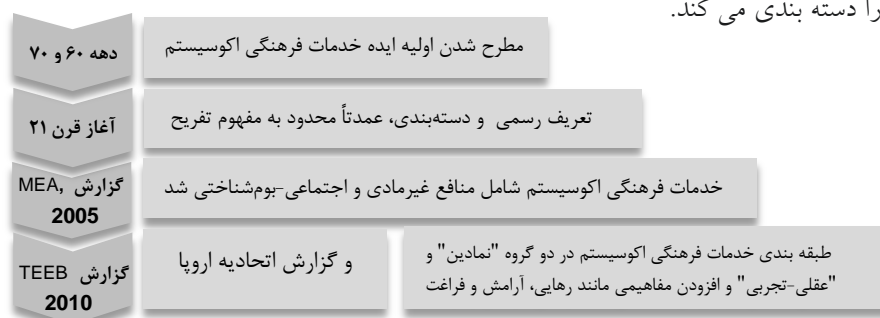 را دسته بندی می کند.
دهه ۶۰ و ۷۰
مطرح شدن اولیه ایده خدمات فرهنگی اکوسیستم
آغاز قرن ۲۱
تعریف رسمی و دسته‌بندی، عمدتاً محدود به مفهوم تفریح
گزارش MEA,
2005
خدمات فرهنگی اکوسیستم شامل منافع غیرمادی و اجتماعی-بوم‌شناختی شد
گزارش TEEB
2010
و گزارش اتحادیه اروپا
طبقه بندی خدمات فرهنگی اکوسیستم در دو گروه "نمادین" و
"عقلی-تجربی" و افزودن مفاهیمی مانند رهایی، آرامش و فراغت